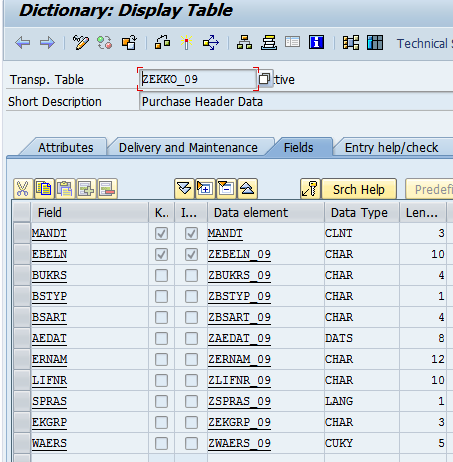 Dictionary: Display Table
Technical S
Transp. Table ZEKKO_09 tive
Short Description Purchase Header Data
Attributes Delivery and Maintenance Fields Entry help/check
Srch Help Predefi
Field K.. I... Data element Data Type Len...
MANDT MANDT CLNT 3
EBELN ZEBELN_09 CHAR 10
BUKRS ZBUKRS_09 CHAR 4
BSTYP ZBSTYP_09 CHAR 1
BSART ZBSART_09 CHAR 4
AEDAT ZAEDAT_09 DATS 8
ERNAM ZERNAM_09 CHAR 12
LIFNR ZLIFNR_09 CHAR 10
SPRAS ZSPRAS_09 LANG 1
EKGRP ZEKGRP_09 CHAR 3
WAERS ZWAERS_09 CUKY 5